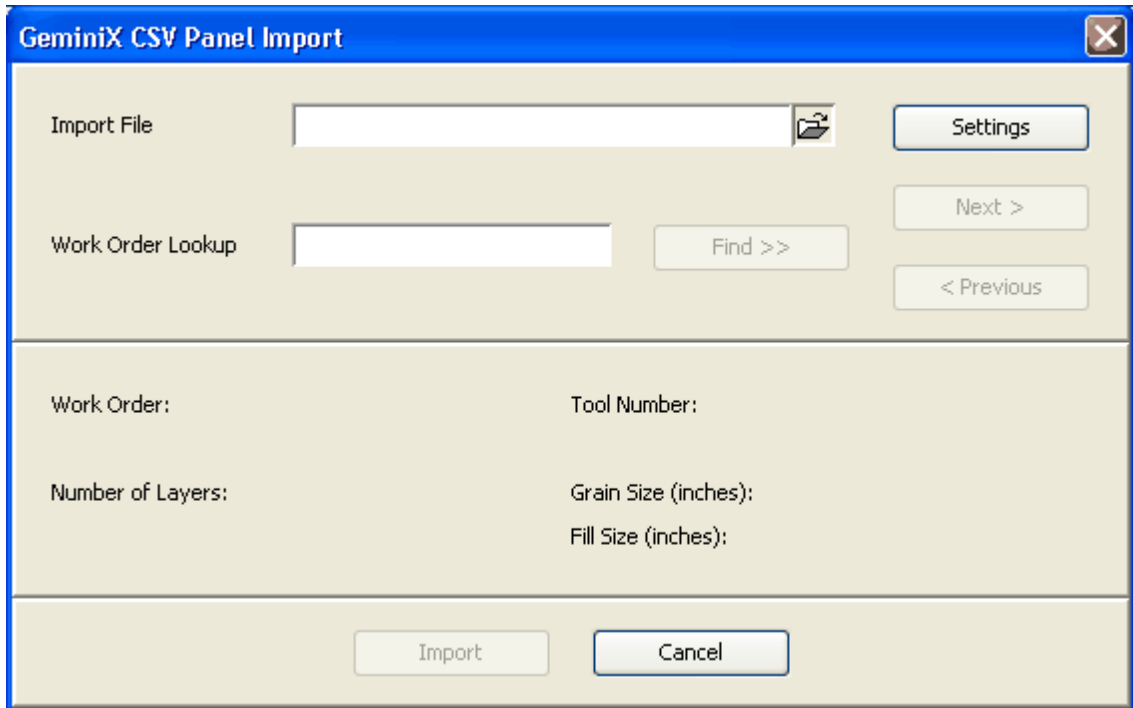 GeminiX CSV Panel Import
Import File
Settings
Next >
Work Order Lookup
Find >>
< Previous
Work Order:
Tool Number:
Number of Layers:
Grain Size (inches):
Fill Size (inches):
Import
Cancel